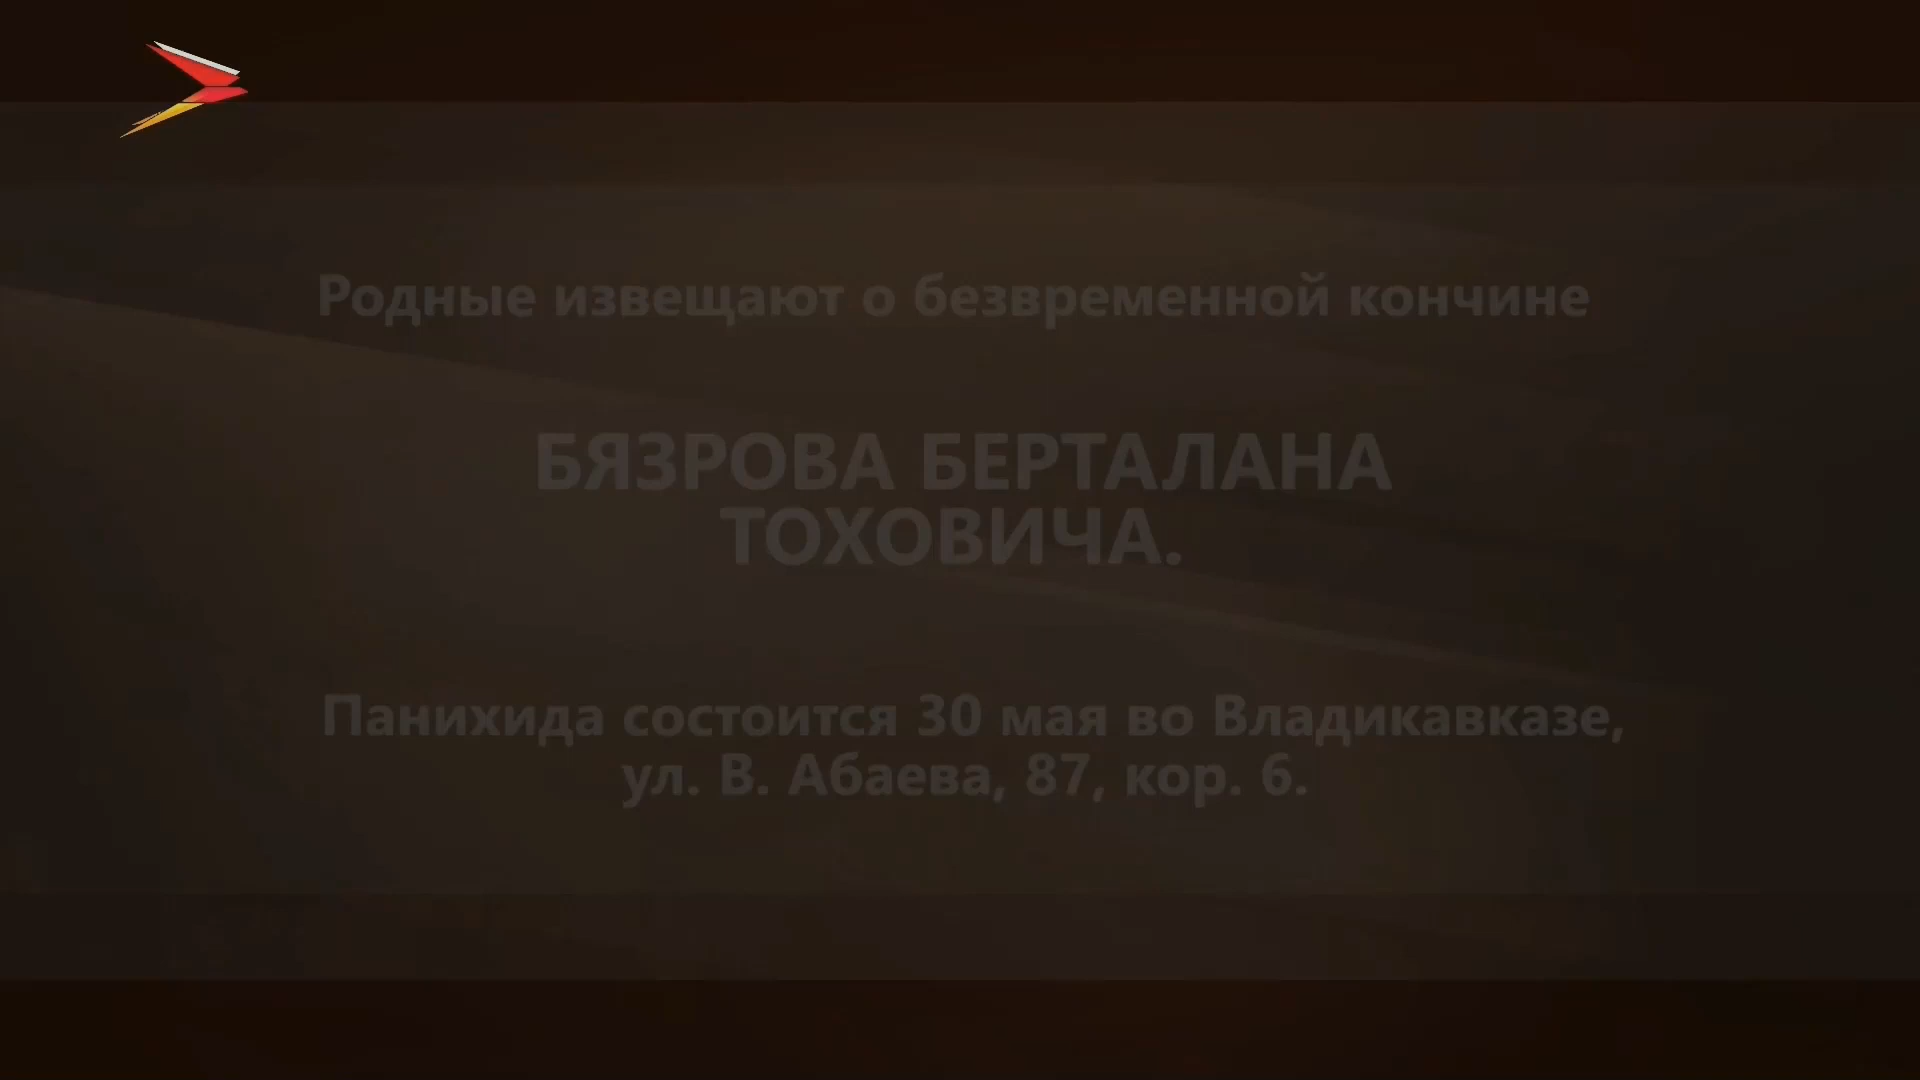 Родные извещают о безвременной кончине
БЯЗРОВА БЕРТАЛАНА
ТОХОВИЧА.
Панихида состоится 30 мая во Владикавказе,
ул. В. Абаева, 87, кор. 6.